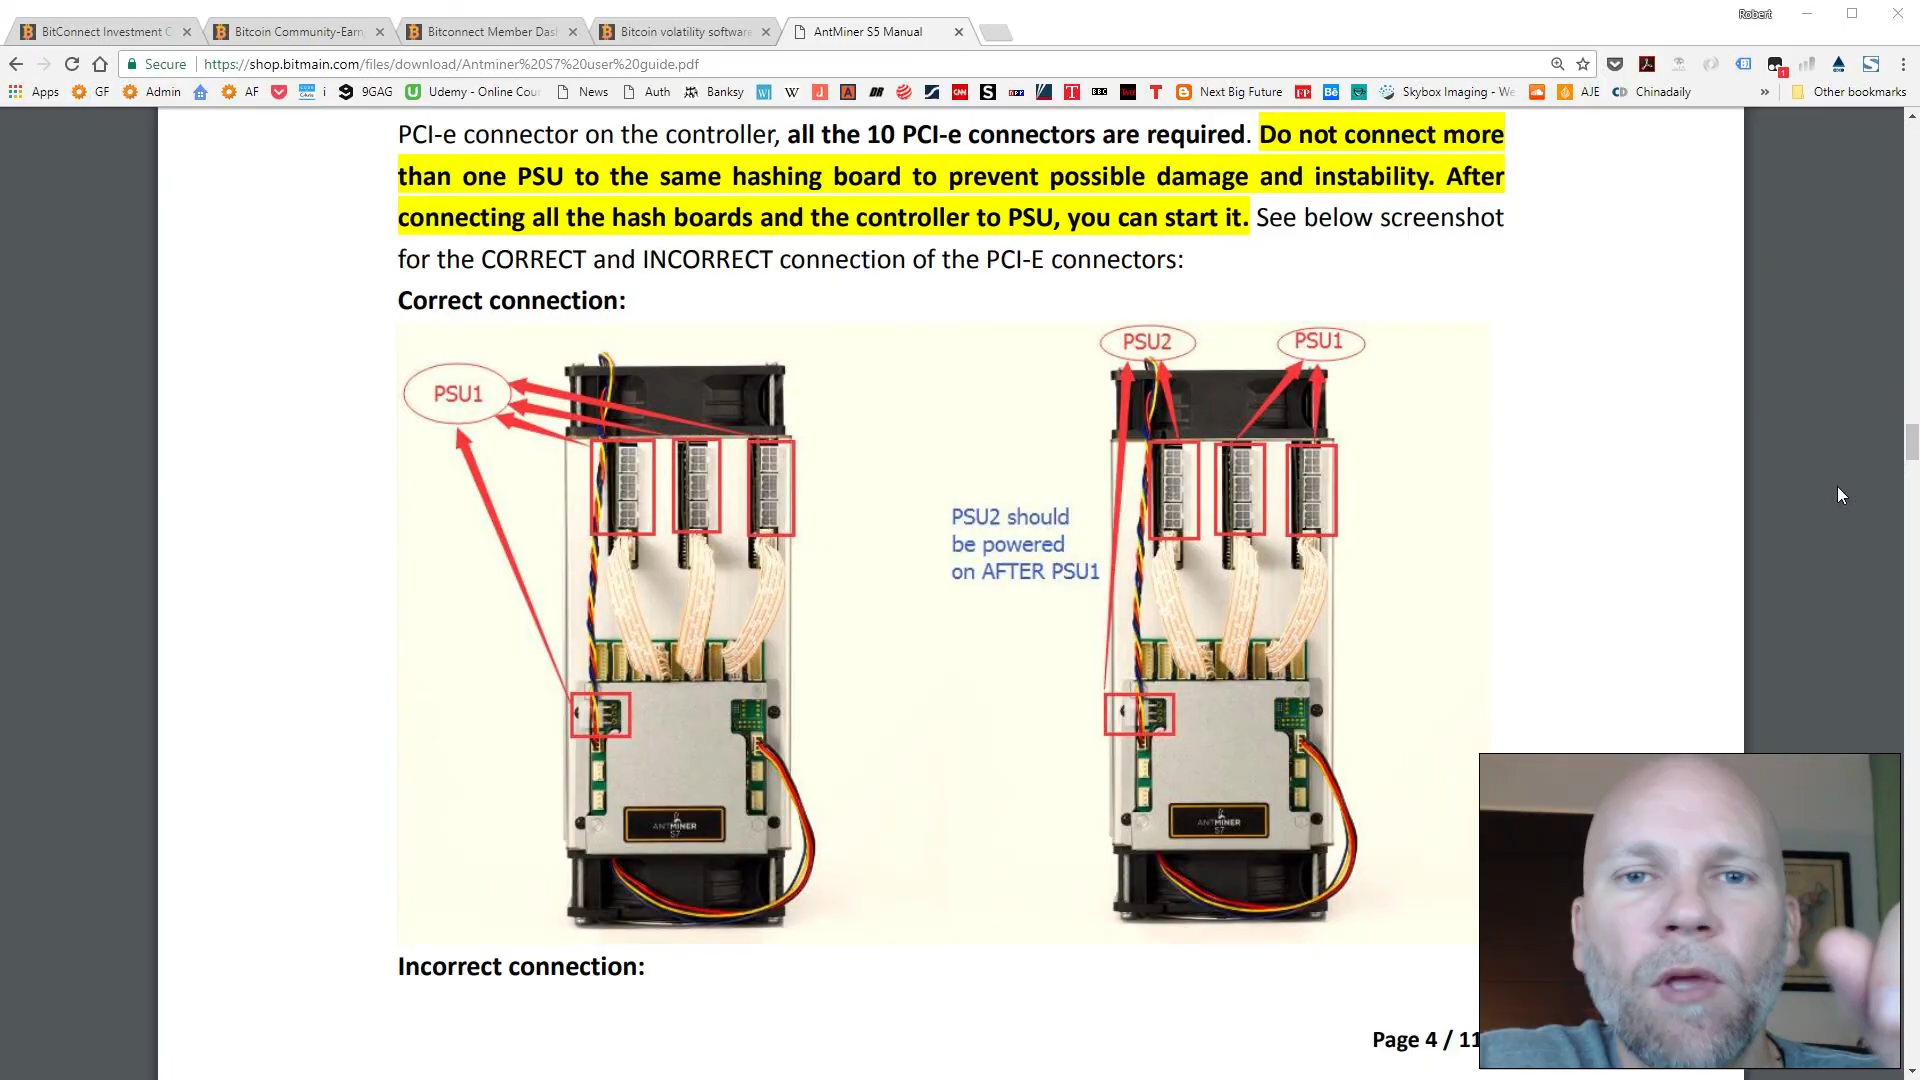 Robert
BitConnect Investment C
Bitcoin Community-Earn
Bitconnect Member Das
Bitcoin volatility software
AntMiner S5 Manual
Secure
https://shop.bitmain.com/files/download/Antminer%20S7%20user%20guide.pdf
Apps
GF
Admin
AF
i
9GAG
Udemy - Online Cou
News
Auth
Banksy
Next Big Future
Skybox Imaging - We
AJE
Chinadaily
Other bookmarks
PCI-e connector on the controller, all the 10 PCI-e connectors are required. Do not connect more
than one PSU to the same hashing board to prevent possible damage and instability. After
connecting all the hash boards and the controller to PSU, you can start it. See below screenshot
for the CORRECT and INCORRECT connection of the PCI-E connectors:
Correct connection:
PSU1
PSU2
PSU1
PSU2 should
be powered
on AFTER PSU1
ANTMINER
S7
ANTMINER
S7
Incorrect connection:
Page 4 / 11